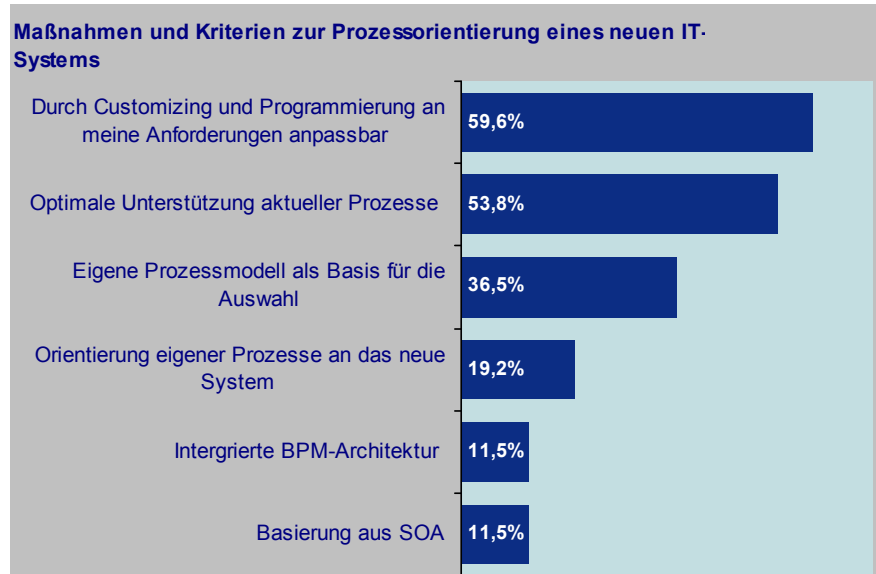 Maßnahmen und Kriterien zur Prozessorientierung eines neuen IT-
Systems
Durch Customizing und Programmierung an
meine Anforderungen anpassbar
59,6%
Optimale Unterstützung aktueller Prozesse
53,8%
Eigene Prozessmodell als Basis für die
Auswahl
36,5%
Orientierung eigener Prozesse an das neue
System
19,2%
Intergrierte BPM-Architektur
11,5%
Basierung aus SOA
11,5%